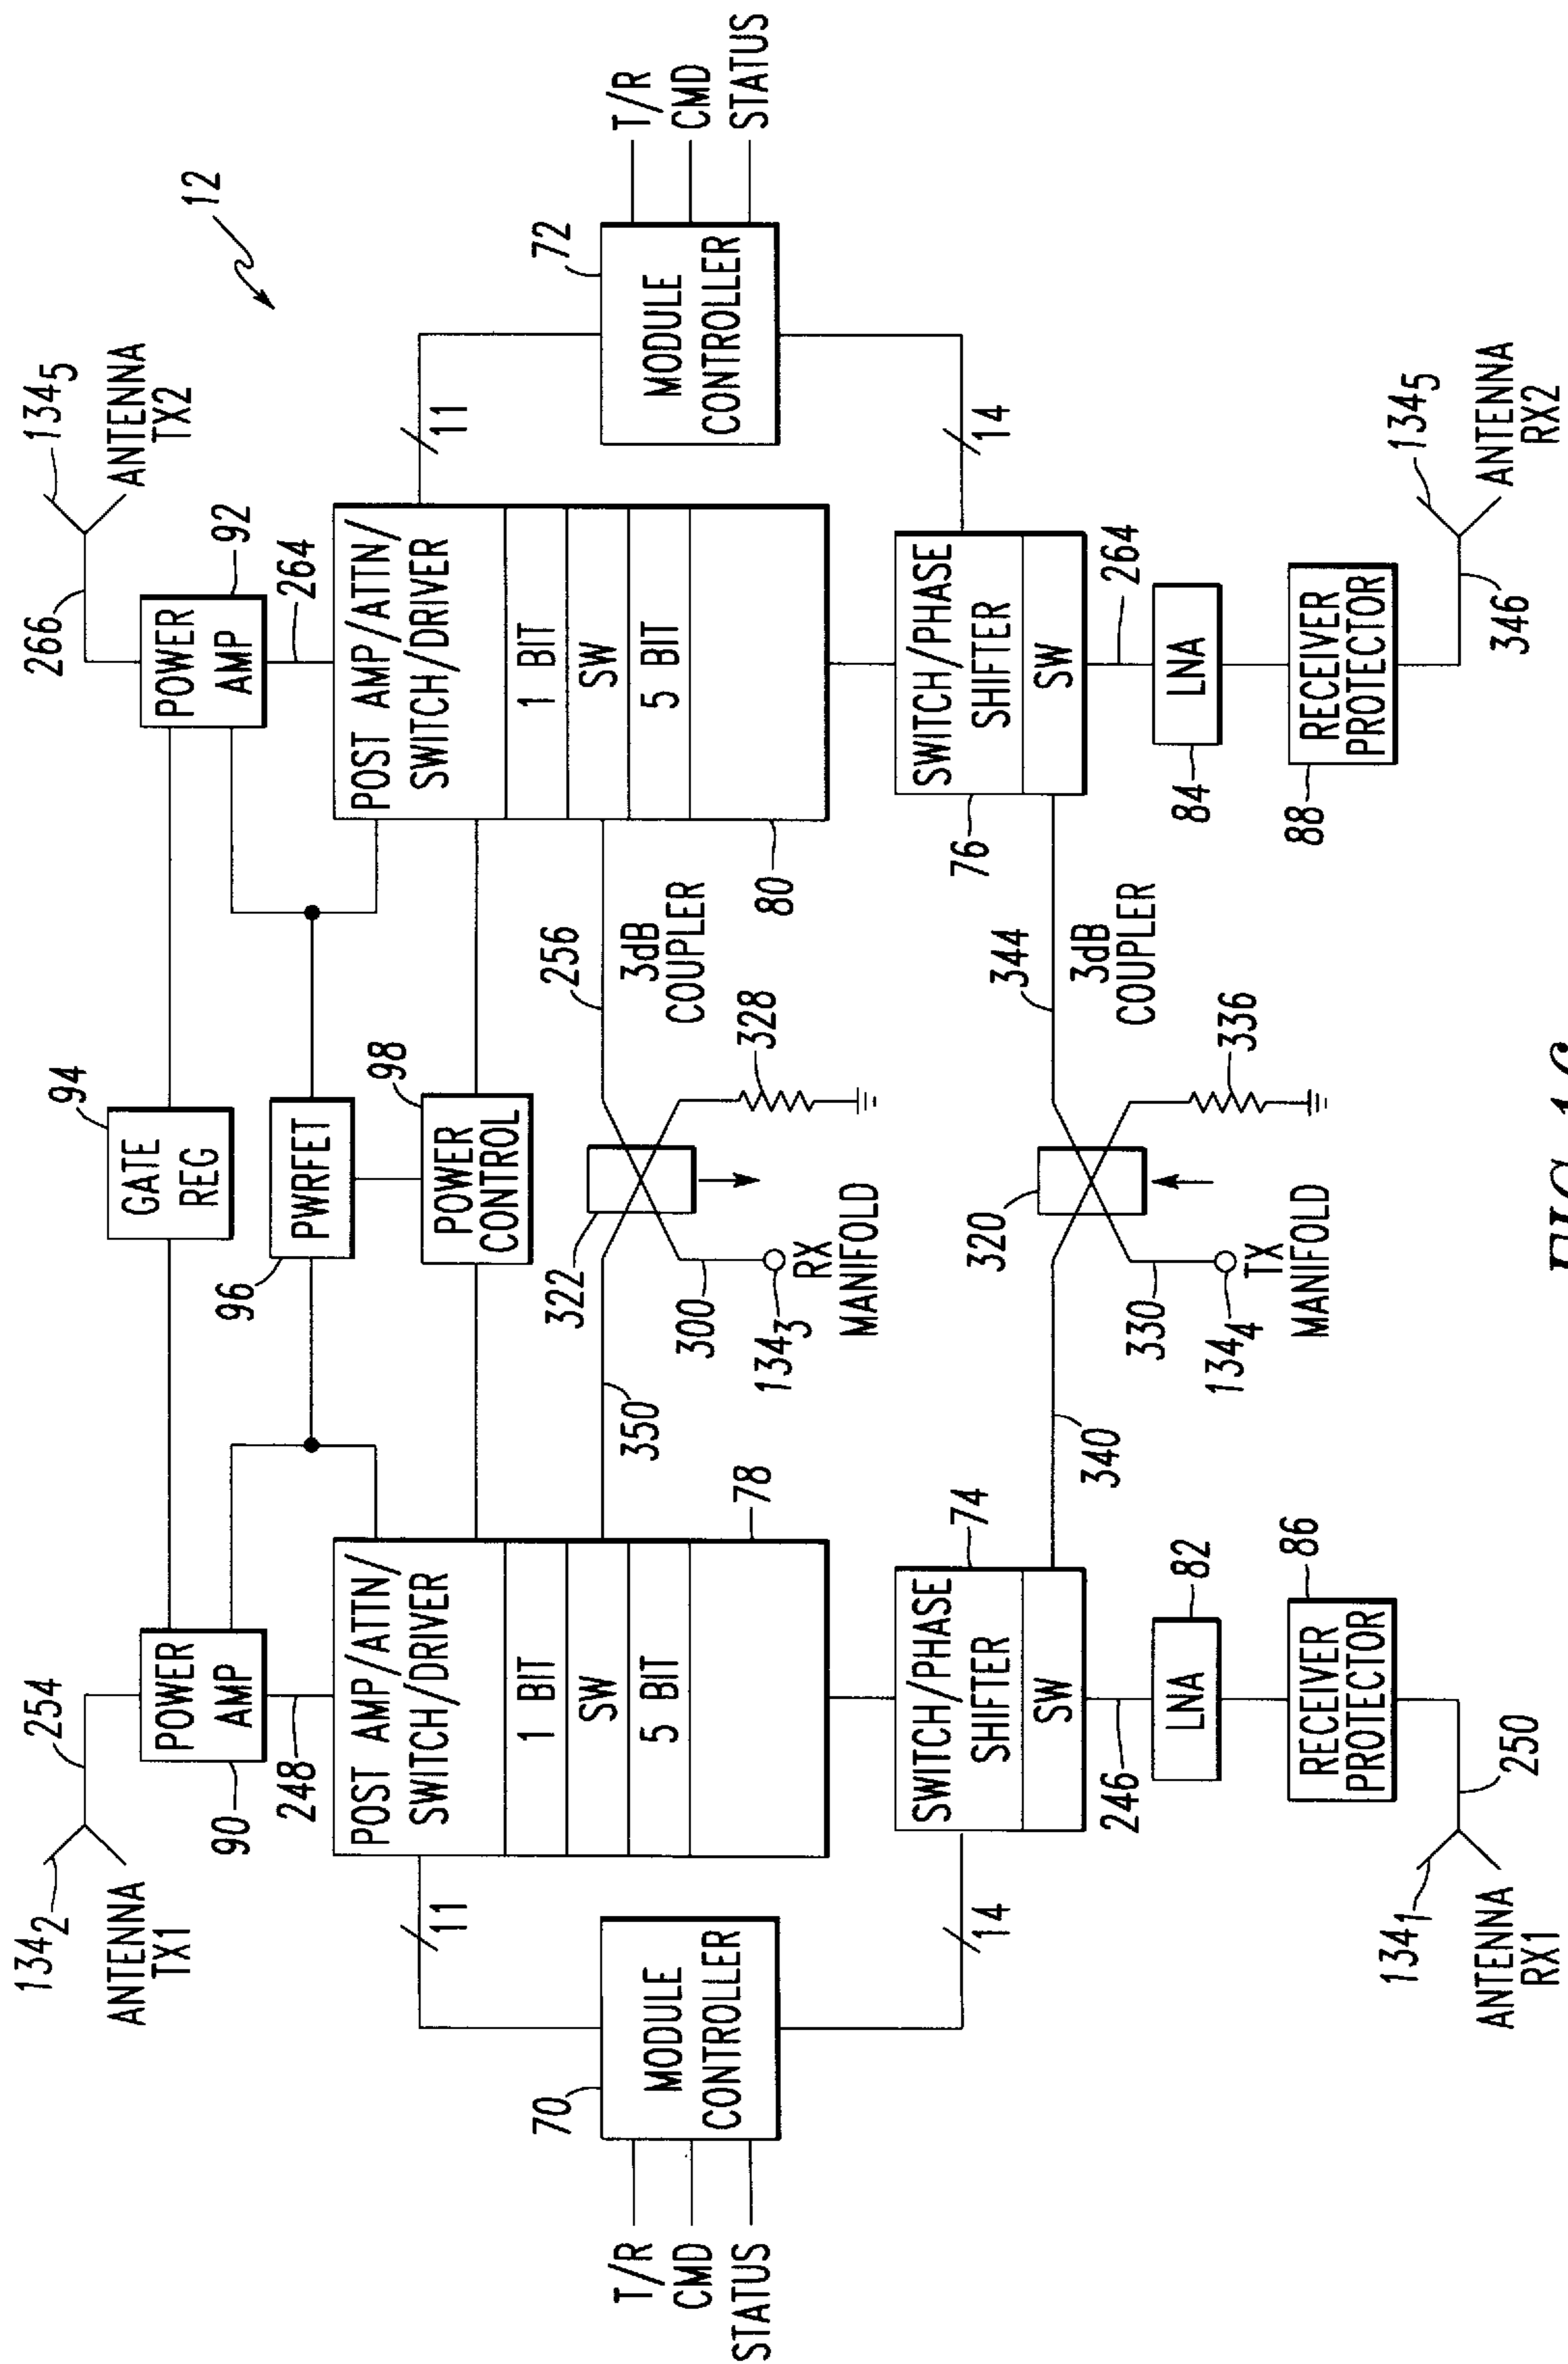 12
134₂
ANTENNA
TX1
254
90
POWER
AMP
248
94
GATE
REG
96
PWRFET
98
POWER
CONTROL
266
134₅
ANTENNA
TX2
92
POWER
AMP
264
POST AMP/ATTN/
SWITCH/DRIVER
1 BIT
SW
5 BIT
78
11
70
MODULE
CONTROLLER
T/R
CMD
STATUS
14
350
322
300
134₃
RX
MANIFOLD
256
3dB
COUPLER
328
POST AMP/ATTN/
SWITCH/DRIVER
1 BIT
SW
5 BIT
80
11
72
MODULE
CONTROLLER
T/R
CMD
STATUS
14
74
SWITCH/PHASE
SHIFTER
SW
340
320
330
134₄
TX
MANIFOLD
344
3dB
COUPLER
336
76
SWITCH/PHASE
SHIFTER
SW
246
82
LNA
86
RECEIVER
PROTECTOR
134₁
250
ANTENNA
RX1
264
84
LNA
88
RECEIVER
PROTECTOR
134₅
346
ANTENNA
RX2